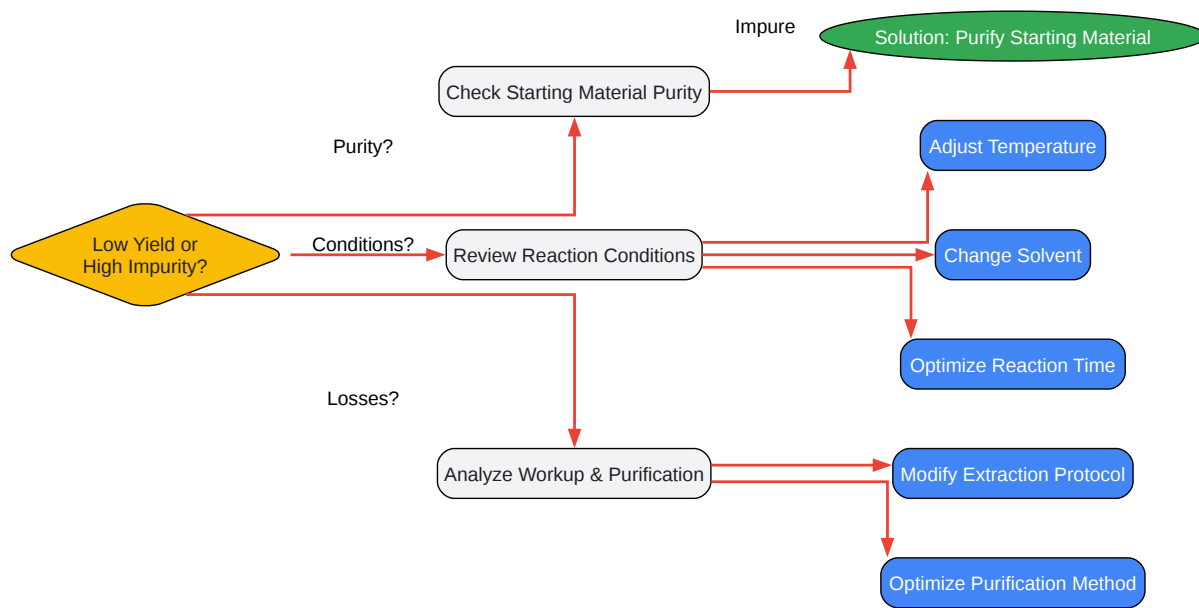 Impure
Solution: Purify Starting Material
Check Starting Material Purity
Purity?
Adjust Temperature
Low Yield or
High Impurity?
Conditions?
Review Reaction Conditions
Change Solvent
Optimize Reaction Time
Losses?
Analyze Workup & Purification
Modify Extraction Protocol
Optimize Purification Method